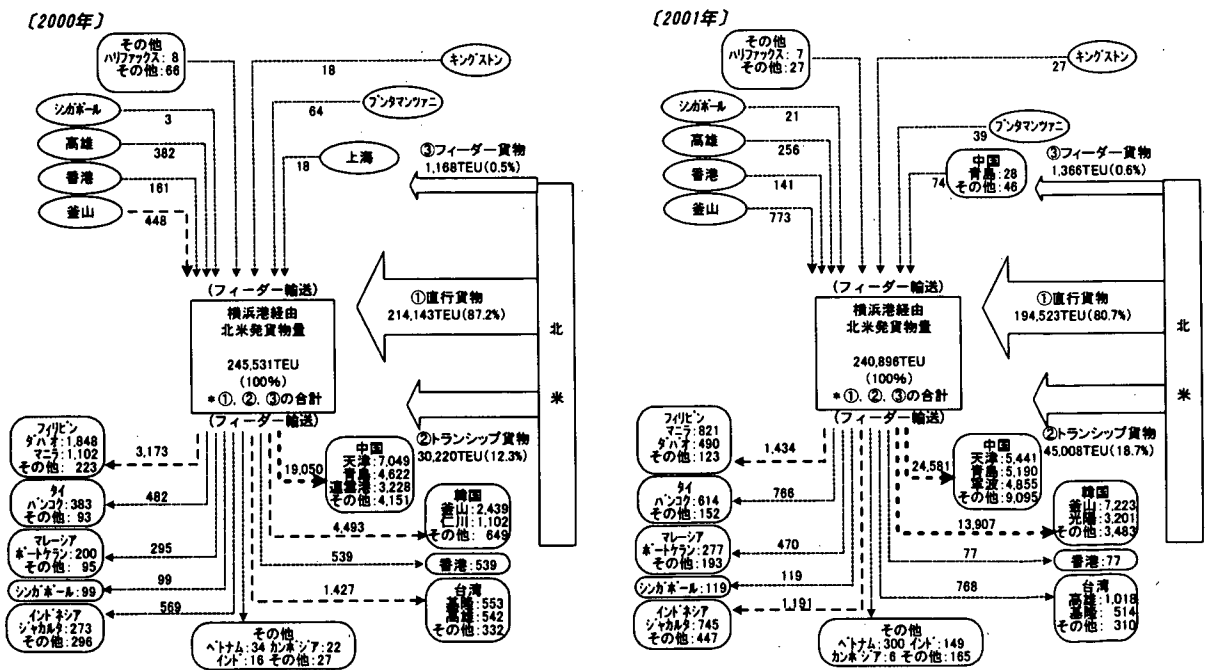 〔2000年〕
その他
ハリファックス: 8
その他:66
キングストン
18
シンガポール
3
プンタマンツァニ
64
高雄
382
上海
18
香港
161
釜山
448
③フィーダー貨物
1,168TEU(0.5%)
(フィーダー輸送)
横浜港経由
北米発貨物量
245,531TEU
(100%)
*①、②、③の合計
(フィーダー輸送)
①直行貨物
214,143TEU(87.2%)
北
米
②トランシップ貨物
30,220TEU(12.3%)
フィリピン
ダバオ:1,848
マニラ:1,102
その他: 223
3,173
タイ
バンコク:383
その他: 93
482
マレーシア
ポートケラン:200
その他: 95
295
シンガポール:99
99
インドネシア
ジャカルタ:273
その他:296
569
19,050
中国
天津:7,049
青島:4,622
連雲港:3,228
その他:4,151
4,493
韓国
釜山:2,439
仁川:1,102
その他: 649
539
香港:539
1,427
台湾
基隆:553
高雄:542
その他:332
その他
ベトナム:34 カンボジア:22
インド:16 その他:27
〔2001年〕
その他
ハリファックス: 7
その他:27
キングストン
27
シンガポール
21
プンタマンツァニ
39
高雄
256
中国
青島:28
その他:46
74
香港
141
釜山
773
③フィーダー貨物
1,366TEU(0.6%)
(フィーダー輸送)
横浜港経由
北米発貨物量
240,896TEU
(100%)
*①、②、③の合計
(フィーダー輸送)
①直行貨物
194,523TEU(80.7%)
北
米
②トランシップ貨物
45,008TEU(18.7%)
フィリピン
マニラ:821
ダバオ:490
その他:123
1,434
タイ
バンコク:614
その他:152
766
マレーシア
ポートケラン:277
その他:193
470
シンガポール:119
119
インドネシア
ジャカルタ:745
その他:447
1,191
24,581
中国
天津:5,441
青島:5,190
寧波:4,855
その他:9,095
13,907
韓国
釜山:7,223
光陽:3,201
その他:3,483
77
香港:77
768
台湾
高雄:1,018
基隆: 514
その他: 310
その他
ベトナム:300 インド:149
カンボジア:6 その他:165